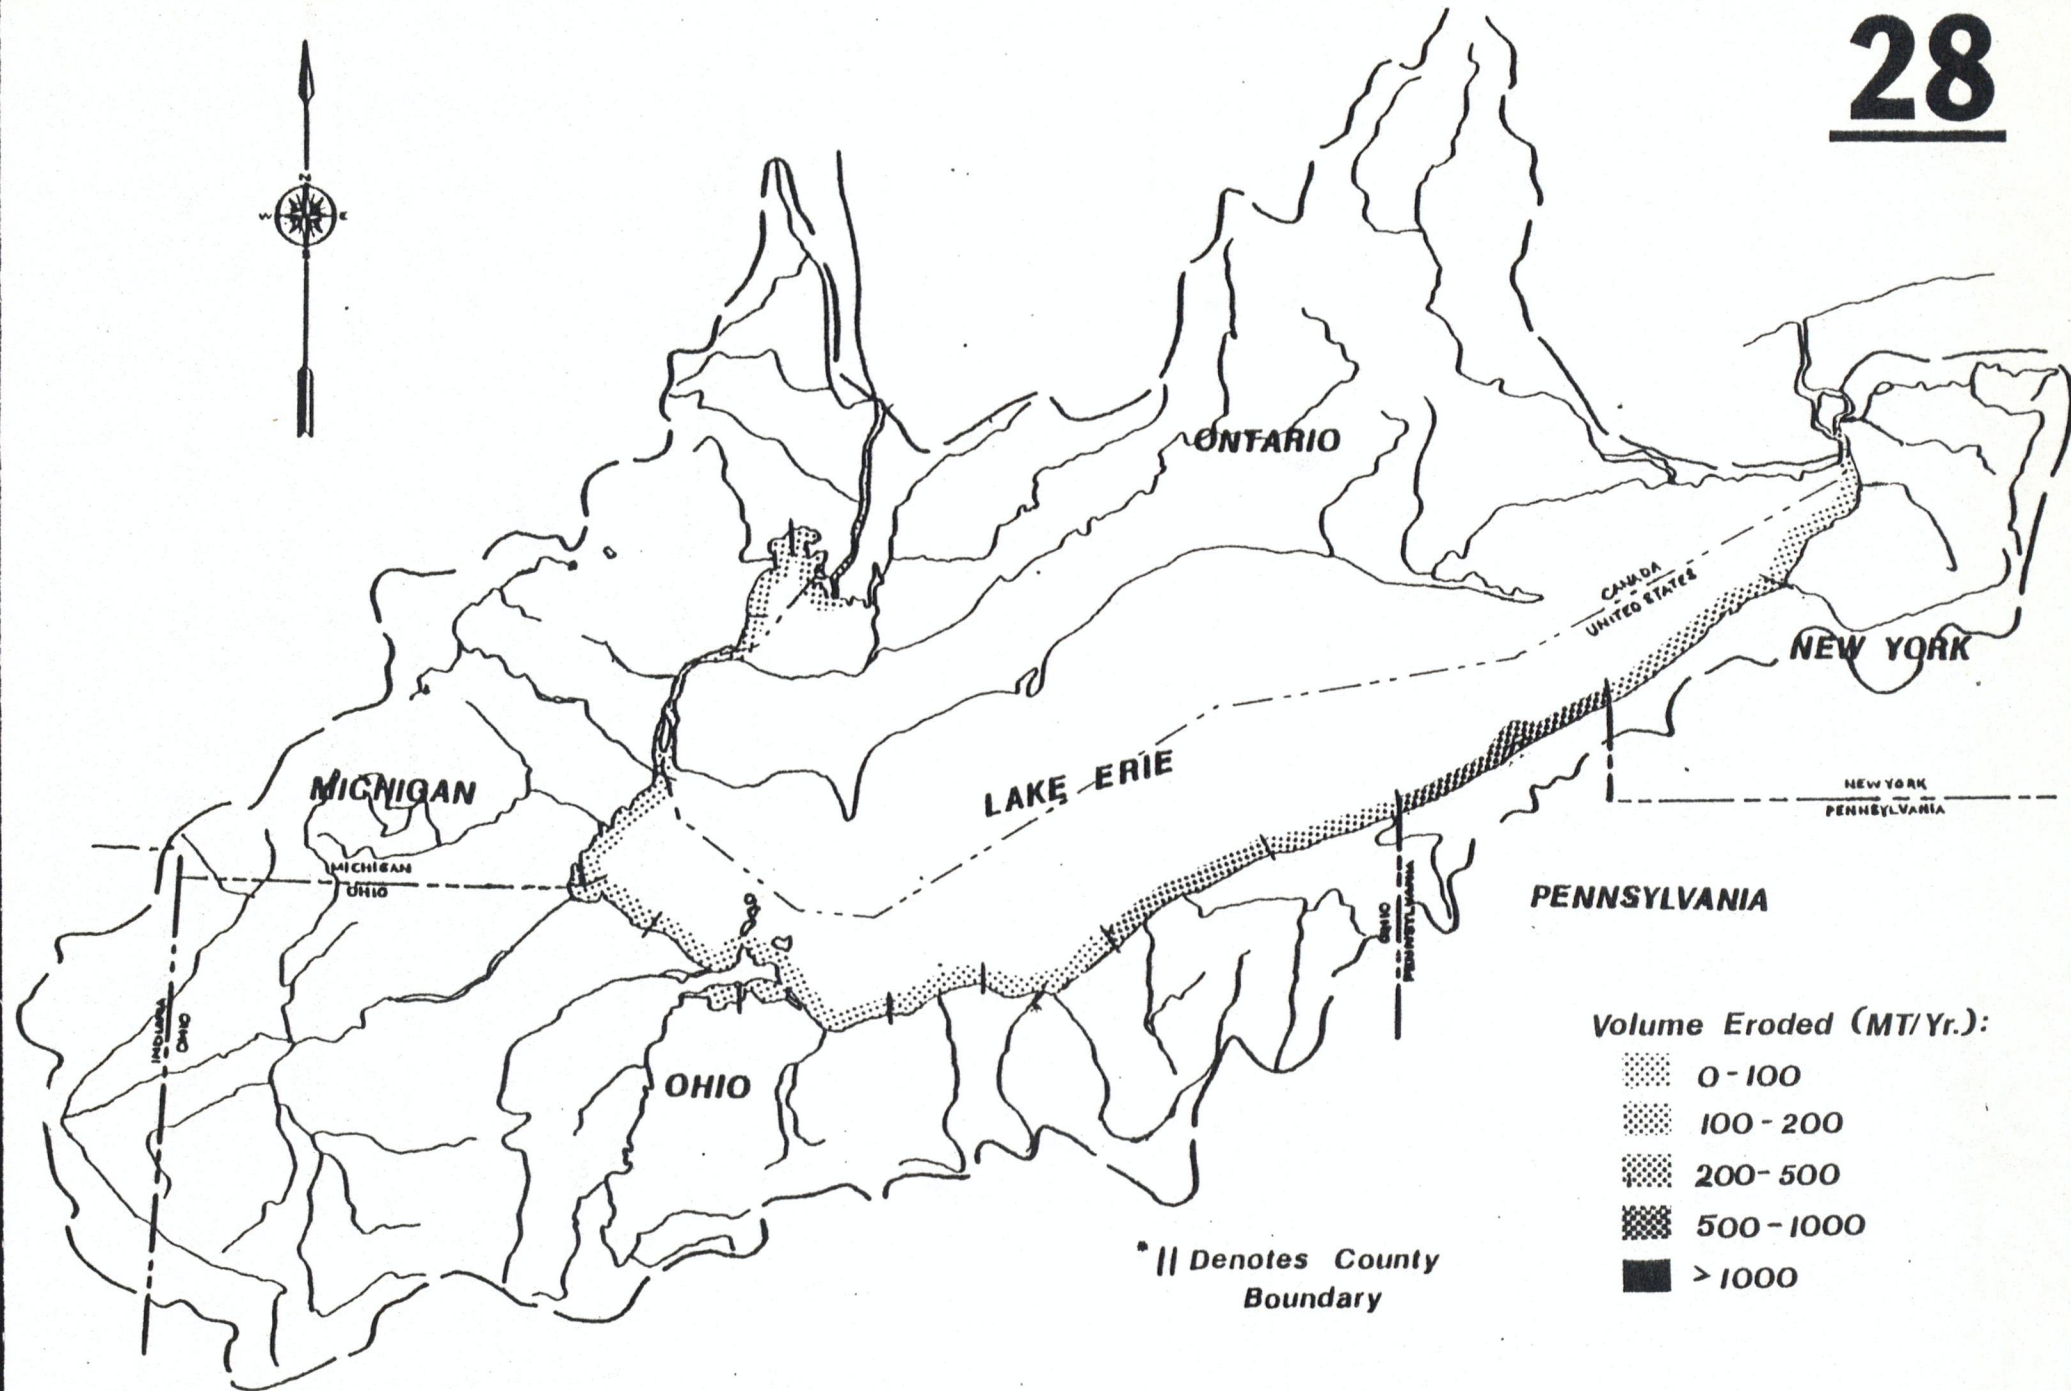 28
N
W
E
S
ONTARIO
CANADA
UNITED STATES
NEW YORK
MICHIGAN
LAKE ERIE
NEW YORK
PENNSYLVANIA
MICHIGAN
OHIO
PENNSYLVANIA
OHIO
PENNSYLVANIA
INDIANA
OHIO
OHIO
Volume Eroded (MT/Yr.):
0-100
100-200
200-500
500-1000
>1000
* || Denotes County
Boundary